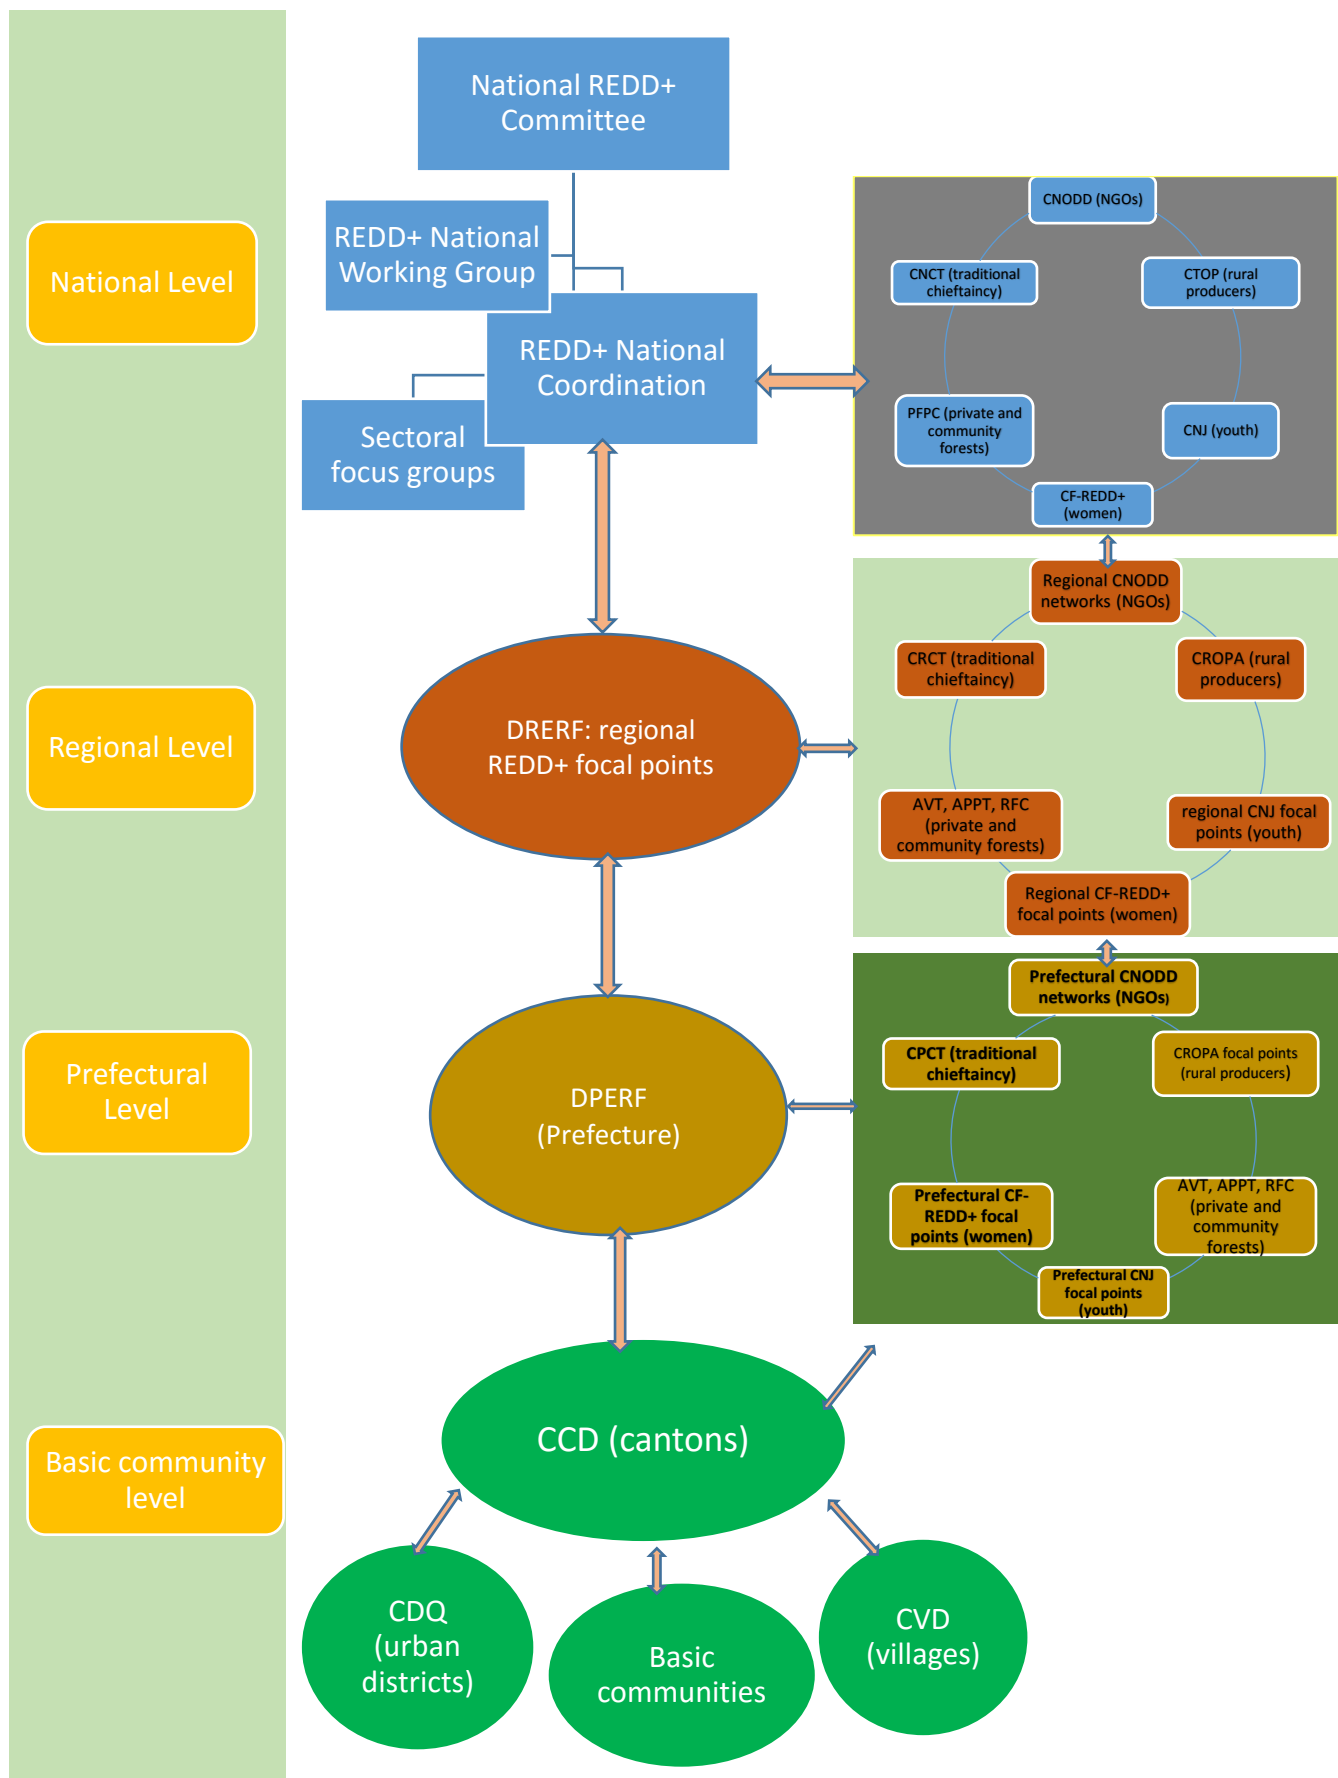 National REDD+
Committee
National Level
REDD+ National
Working Group
REDD+ National
Coordination
Sectoral
focus groups
CNODD (NGOs)
CNCT (traditional
chieftaincy)
CTOP (rural
producers)
PFPC (private and
community
forests)
CNJ (youth)
CF-REDD+
(women)
Regional Level
DRERF: regional
REDD+ focal points
Regional CNODD
networks (NGOs)
CRCT (traditional
chieftaincy)
CROPA (rural
producers)
AVT, APPT, RFC
(private and
community forests)
regional CNJ focal
points (youth)
Regional CF-REDD+
focal points (women)
Prefectural
Level
DPERF
(Prefecture)
Prefectural CNODD
networks (NGOs)
CPCT (traditional
chieftaincy)
CROPA focal points
(rural producers)
Prefectural CF-
REDD+ focal
points (women)
AVT, APPT, RFC
(private and
community
forests)
Prefectural CNJ
focal points
(youth)
Basic community
level
CCD (cantons)
CDQ
(urban
districts)
Basic
communities
CVD
(villages)